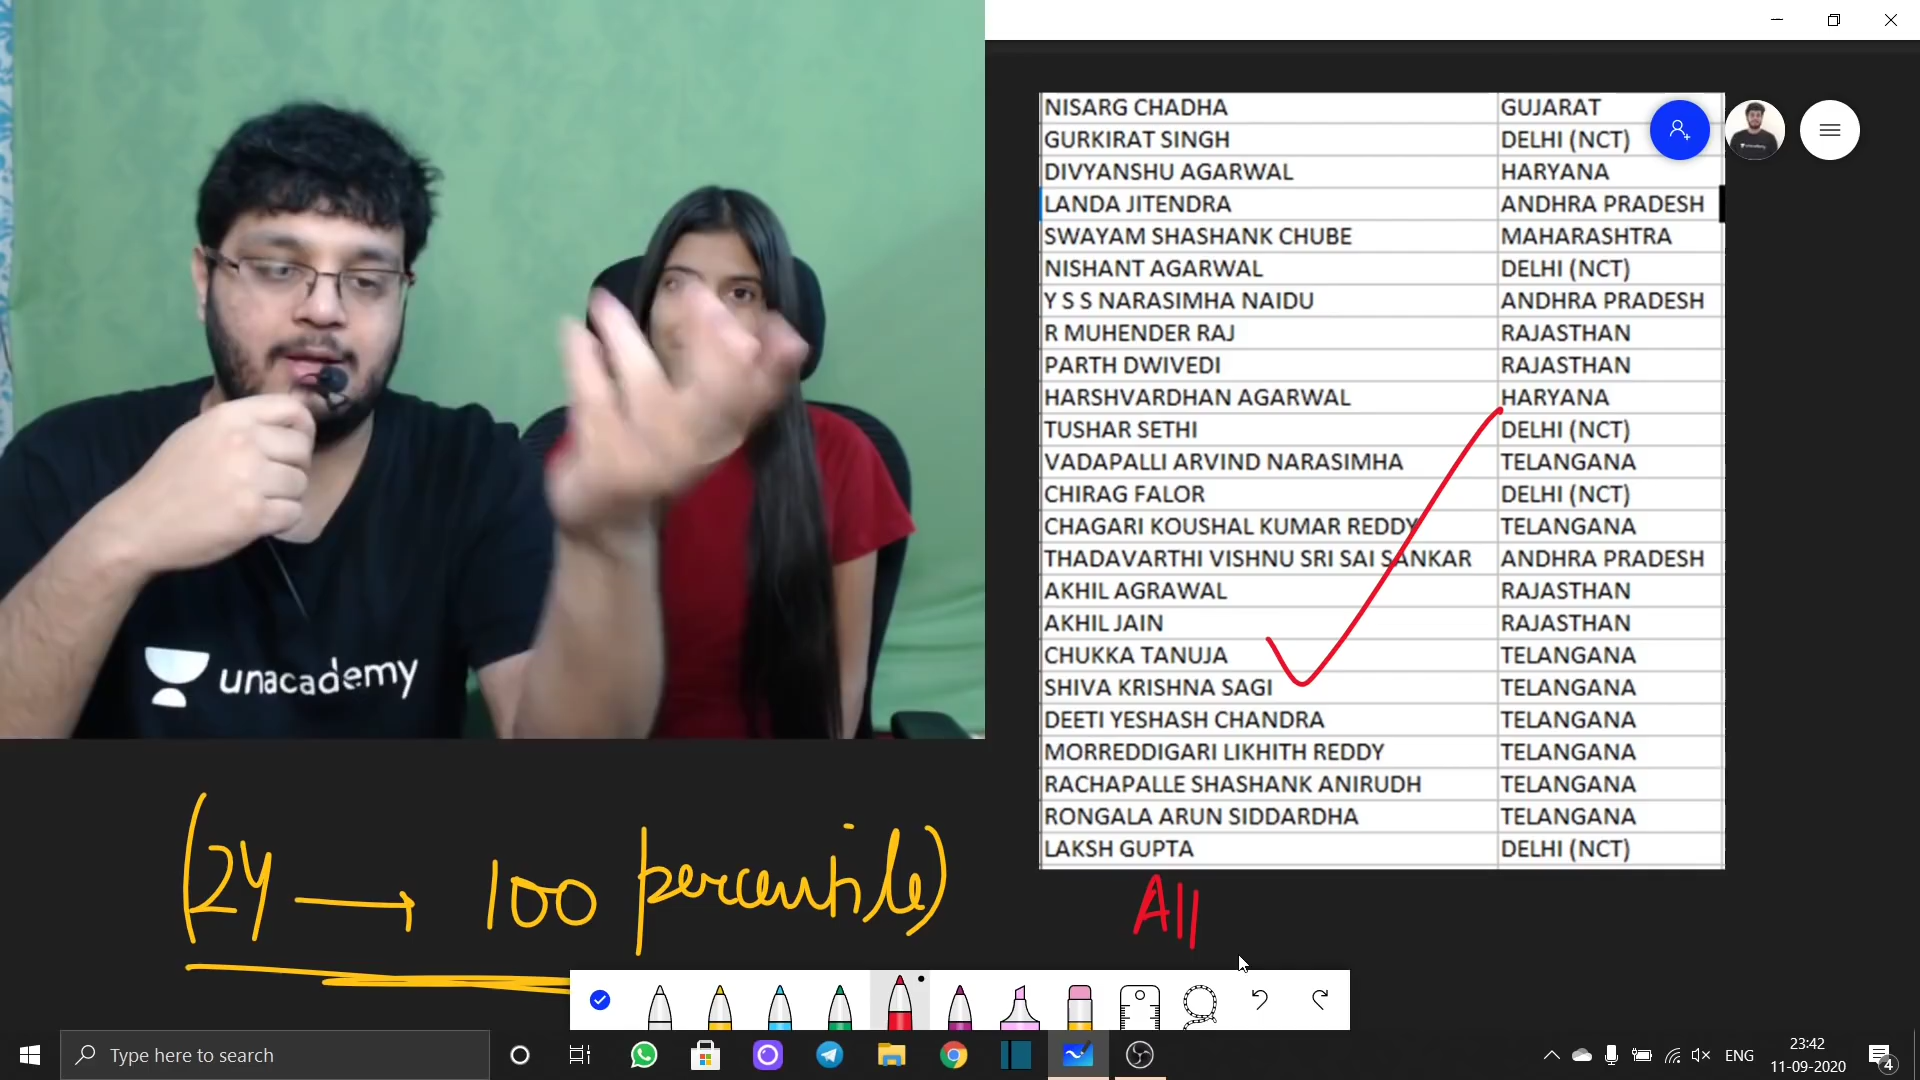 NISARG CHADHA GUJARAT
GURKIRAT SINGH DELHI (NCT)
DIVYANSHU AGARWAL HARYANA
LANDA JITENDRA ANDHRA PRADESH
SWAYAM SHASHANK CHUBE MAHARASHTRA
NISHANT AGARWAL DELHI (NCT)
Y S S NARASIMHA NAIDU ANDHRA PRADESH
R MUHENDER RAJ RAJASTHAN
PARTH DWIVEDI RAJASTHAN
HARSHVARDHAN AGARWAL HARYANA
TUSHAR SETHI DELHI (NCT)
VADAPALLI ARVIND NARASIMHA TELANGANA
CHIRAG FALOR DELHI (NCT)
CHAGARI KOUSHAL KUMAR REDDY TELANGANA
THADAVARTHI VISHNU SRI SAI SANKAR ANDHRA PRADESH
AKHIL AGRAWAL RAJASTHAN
AKHIL JAIN RAJASTHAN
CHUKKA TANUJA TELANGANA
SHIVA KRISHNA SAGI TELANGANA
DEETI YESHASH CHANDRA TELANGANA
MORREDDIGARI LIKHITH REDDY TELANGANA
RACHAPALLE SHASHANK ANIRUDH TELANGANA
RONGALA ARUN SIDDARDHA TELANGANA
LAKSH GUPTA DELHI (NCT)
unacademy
(24 → 100 percentile)
All
Type here to search
ENG
23:42
11-09-2020
4